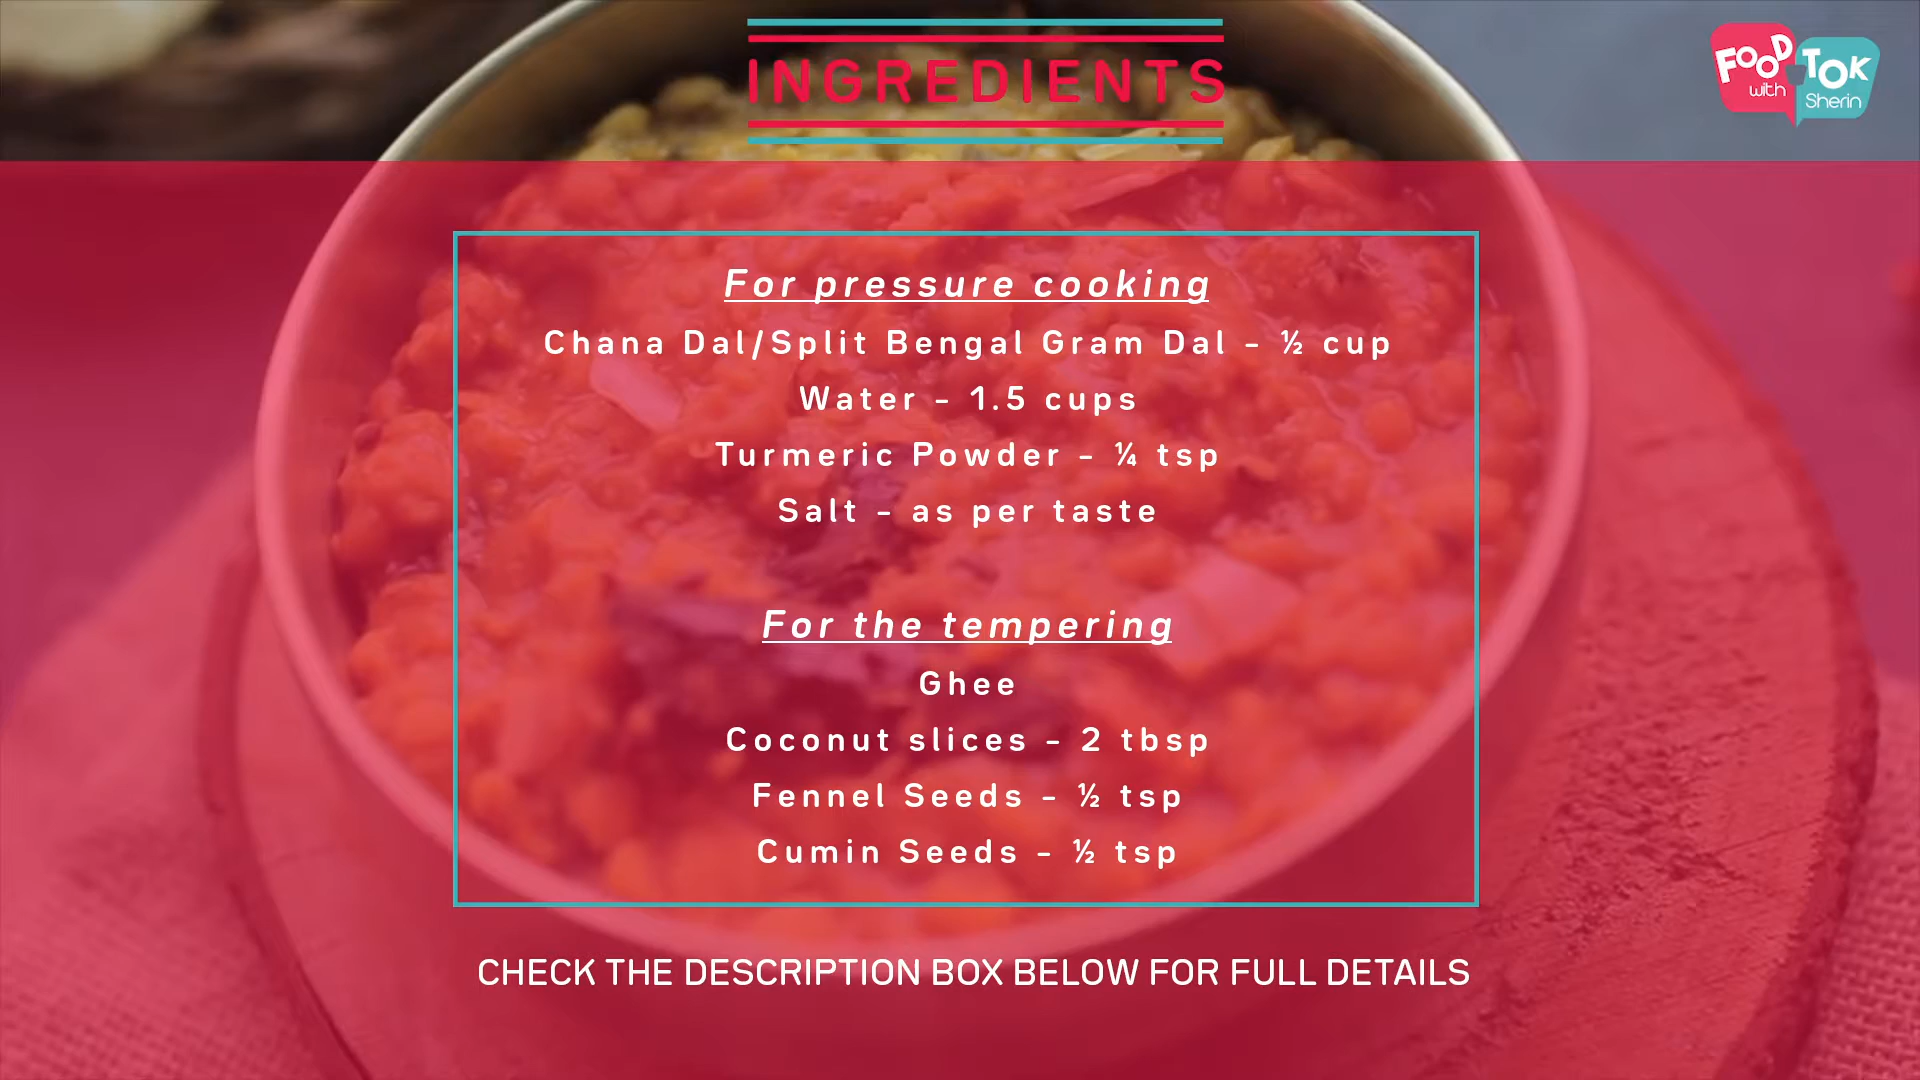 INGREDIENTS
FOOD TOK
with Sherin
For pressure cooking
Chana Dal/Split Bengal Gram Dal - ½ cup
Water - 1.5 cups
Turmeric Powder - ¼ tsp
Salt - as per taste
For the tempering
Ghee
Coconut slices - 2 tbsp
Fennel Seeds - ½ tsp
Cumin Seeds - ½ tsp
CHECK THE DESCRIPTION BOX BELOW FOR FULL DETAILS